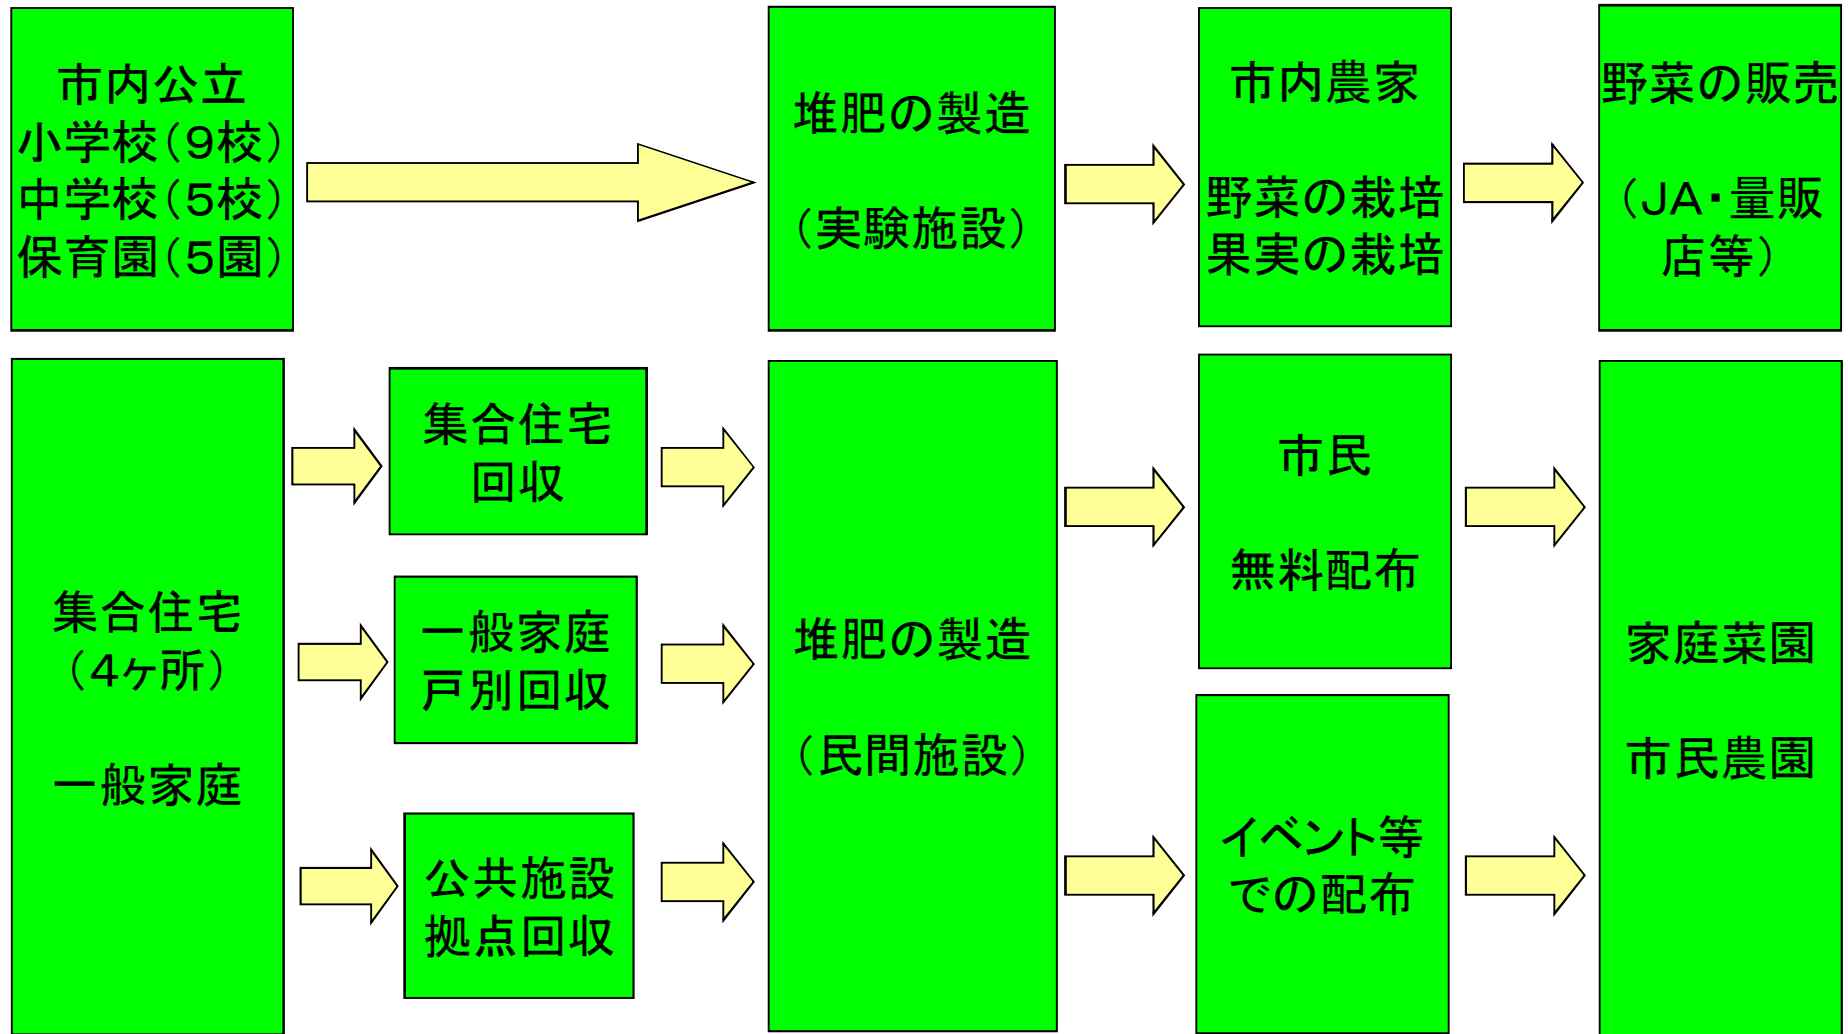 市内公立
小学校(９校)
中学校(５校)
保育園(５園)
堆肥の製造
(実験施設)
市内農家
野菜の栽培
果実の栽培
野菜の販売
(ＪＡ・量販
店等)
集合住宅
(４ヶ所)
一般家庭
集合住宅
回収
一般家庭
戸別回収
公共施設
拠点回収
堆肥の製造
(民間施設)
市民
無料配布
イベント等
での配布
家庭菜園
市民農園